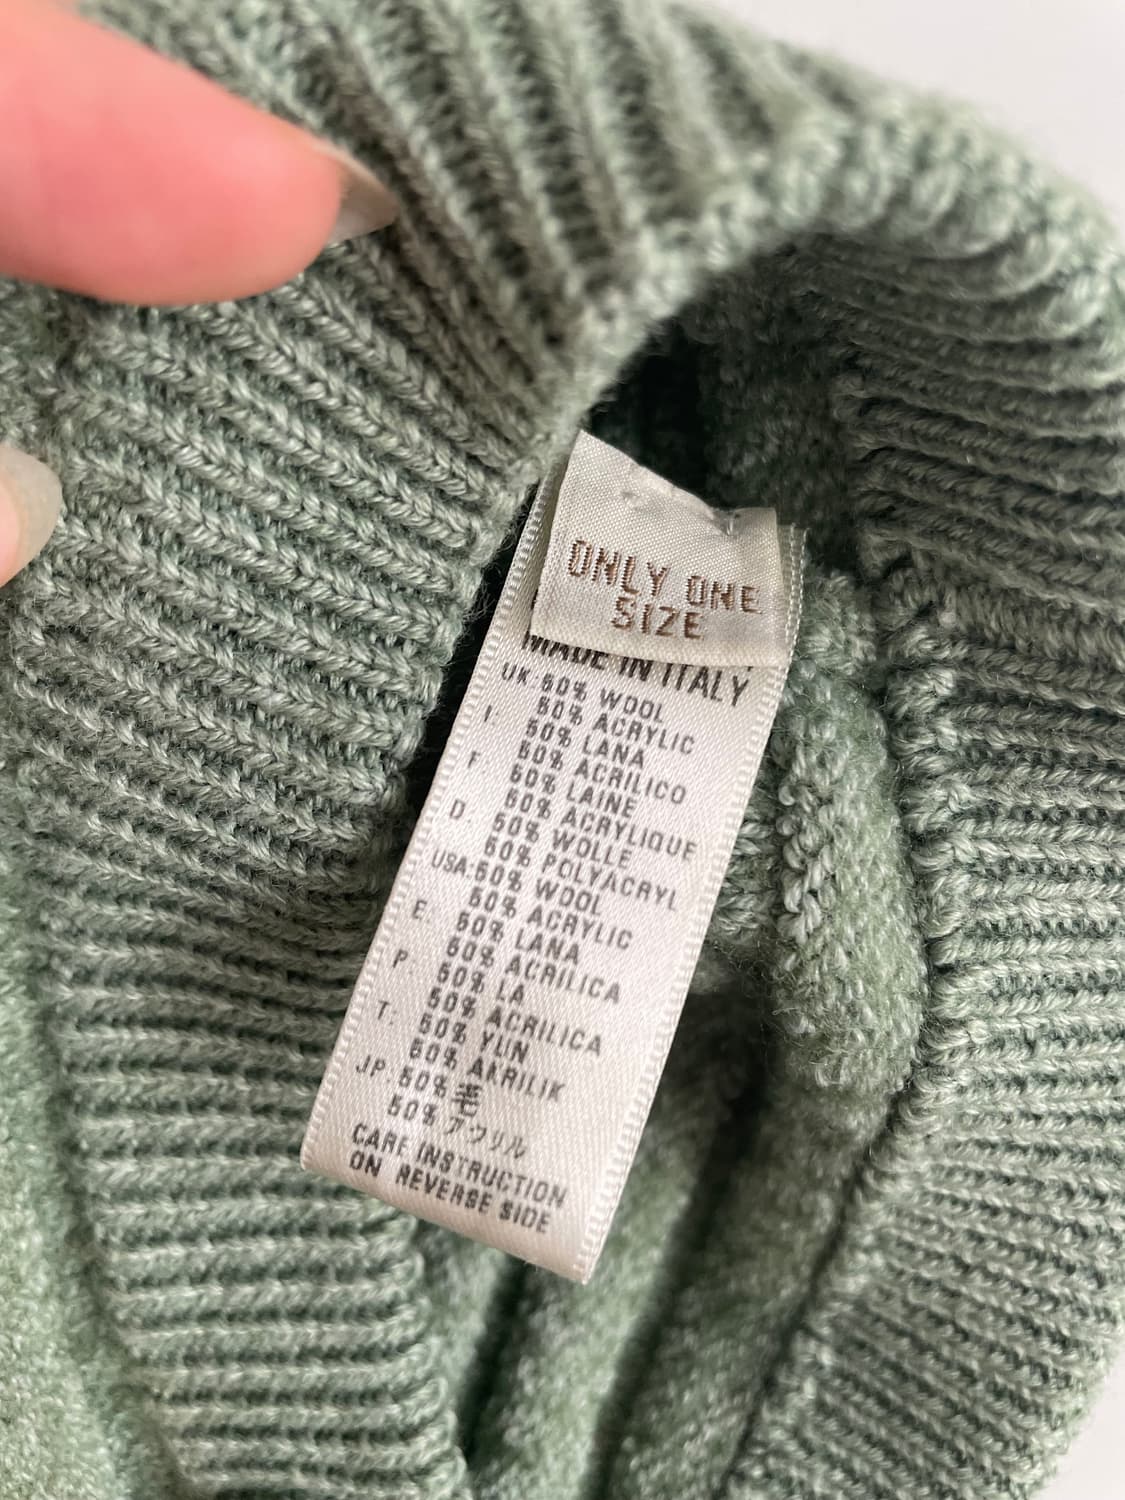 ONLY ONE
SIZE
MADE IN ITALY
UK: 50% WOOL
50% ACRYLIC
I: 50% LANA
50% ACRILICO
F: 50% LAINE
50% ACRYLIQUE
D: 50% WOLLE
50% POLYACRYL
USA: 50% WOOL
50% ACRYLIC
E: 50% LANA
50% ACRILICA
P: 50% LA
50% ACRILICA
T: 50% YUN
50% AKRILIK
JP: 50% 毛
50% アクリル
CARE INSTRUCTION
ON REVERSE SIDE